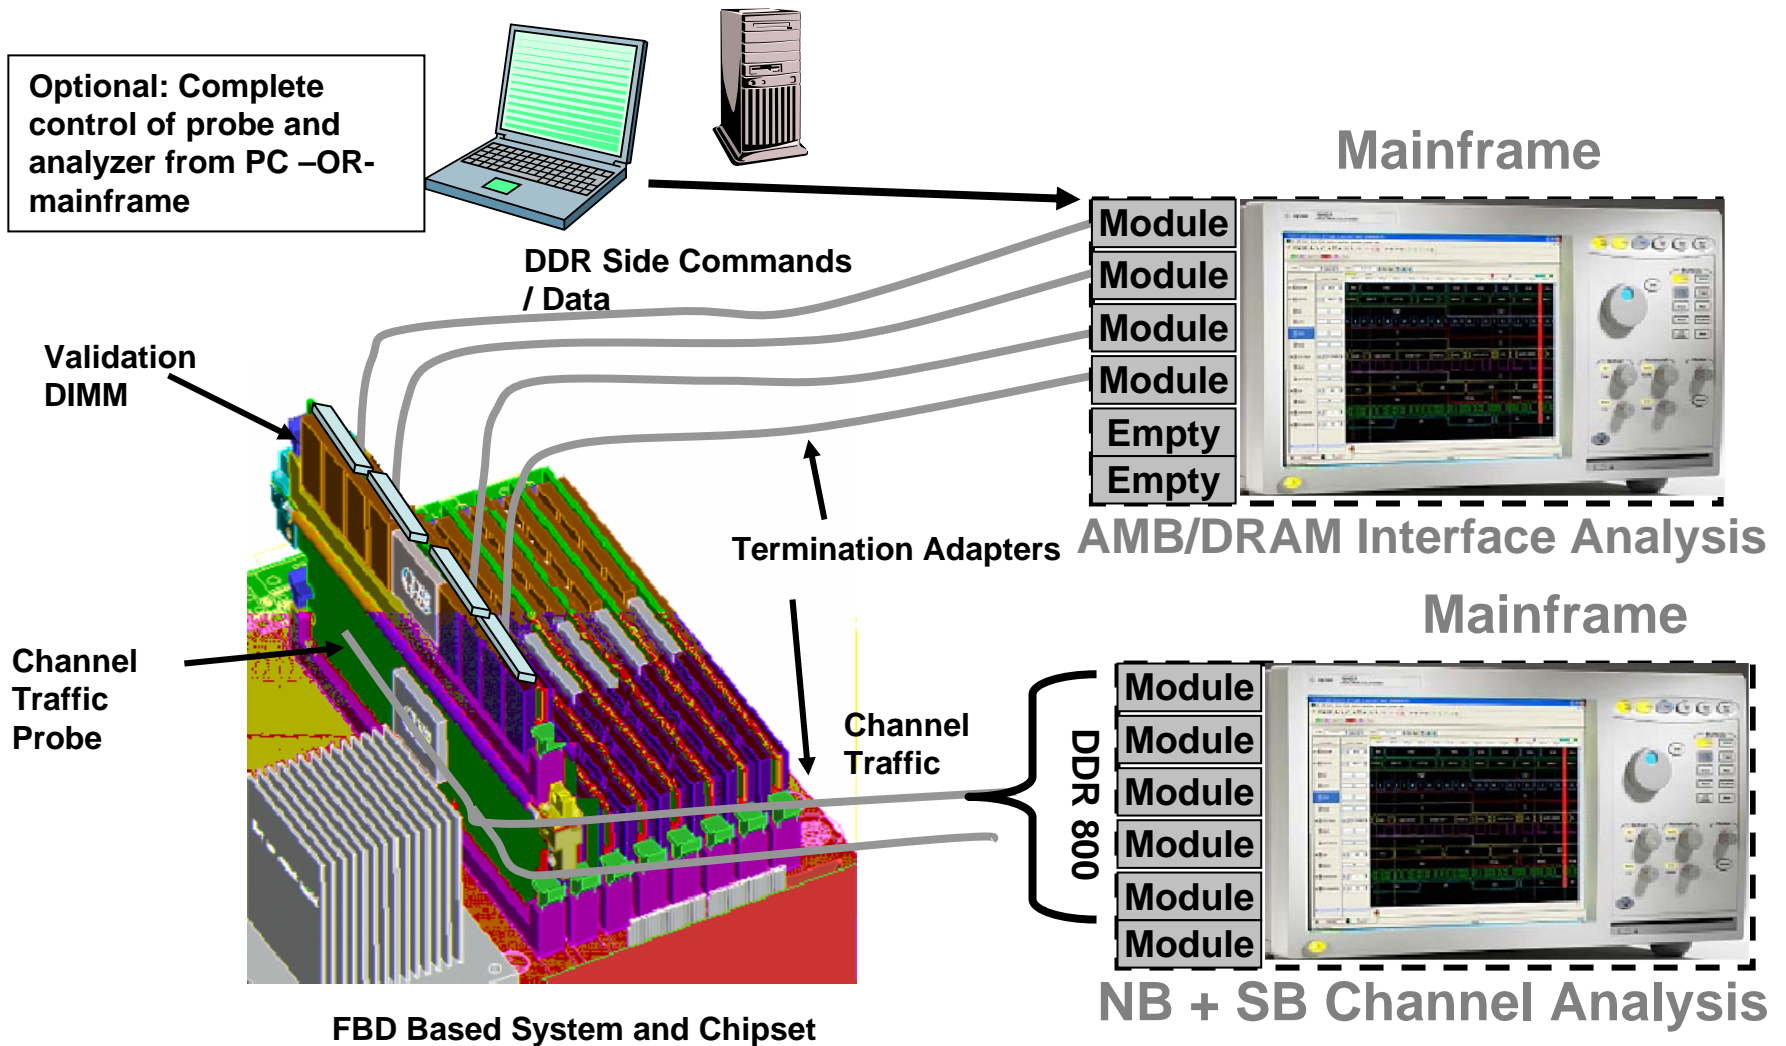 Optional: Complete
control of probe and
analyzer from PC –OR-
mainframe
Mainframe
Module
Module
Module
Module
Empty
Empty
DDR Side Commands
/ Data
Validation
DIMM
Termination Adapters
AMB/DRAM Interface Analysis
Mainframe
Channel
Traffic
Probe
Channel
Traffic
DDR 800
Module
Module
Module
Module
Module
Module
NB + SB Channel Analysis
FBD Based System and Chipset